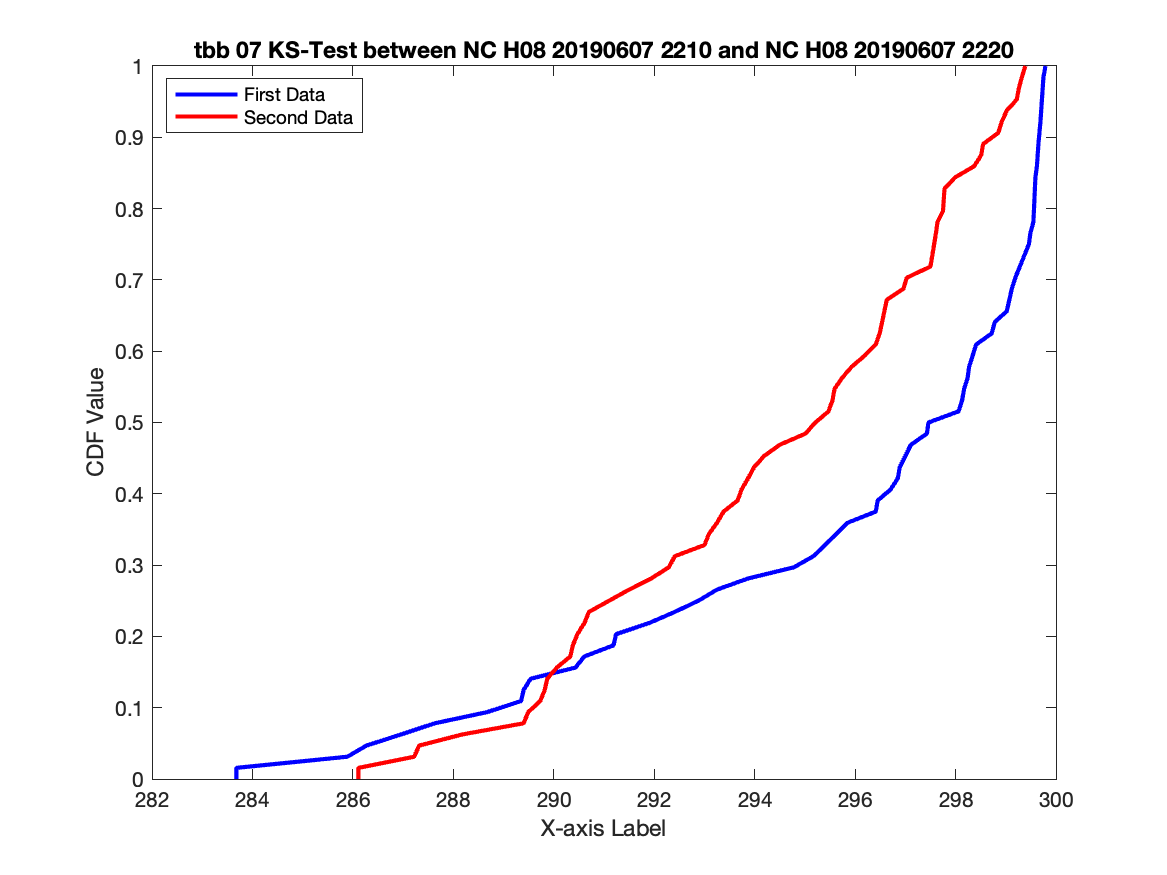 tbb 07 KS-Test between NC H08 20190607 2210 and NC H08 20190607 2220
First Data
Second Data
1
0.9
0.8
0.7
0.6
0.5
0.4
0.3
0.2
0.1
0
CDF Value
282 284 286 288 290 292 294 296 298 300
X-axis Label